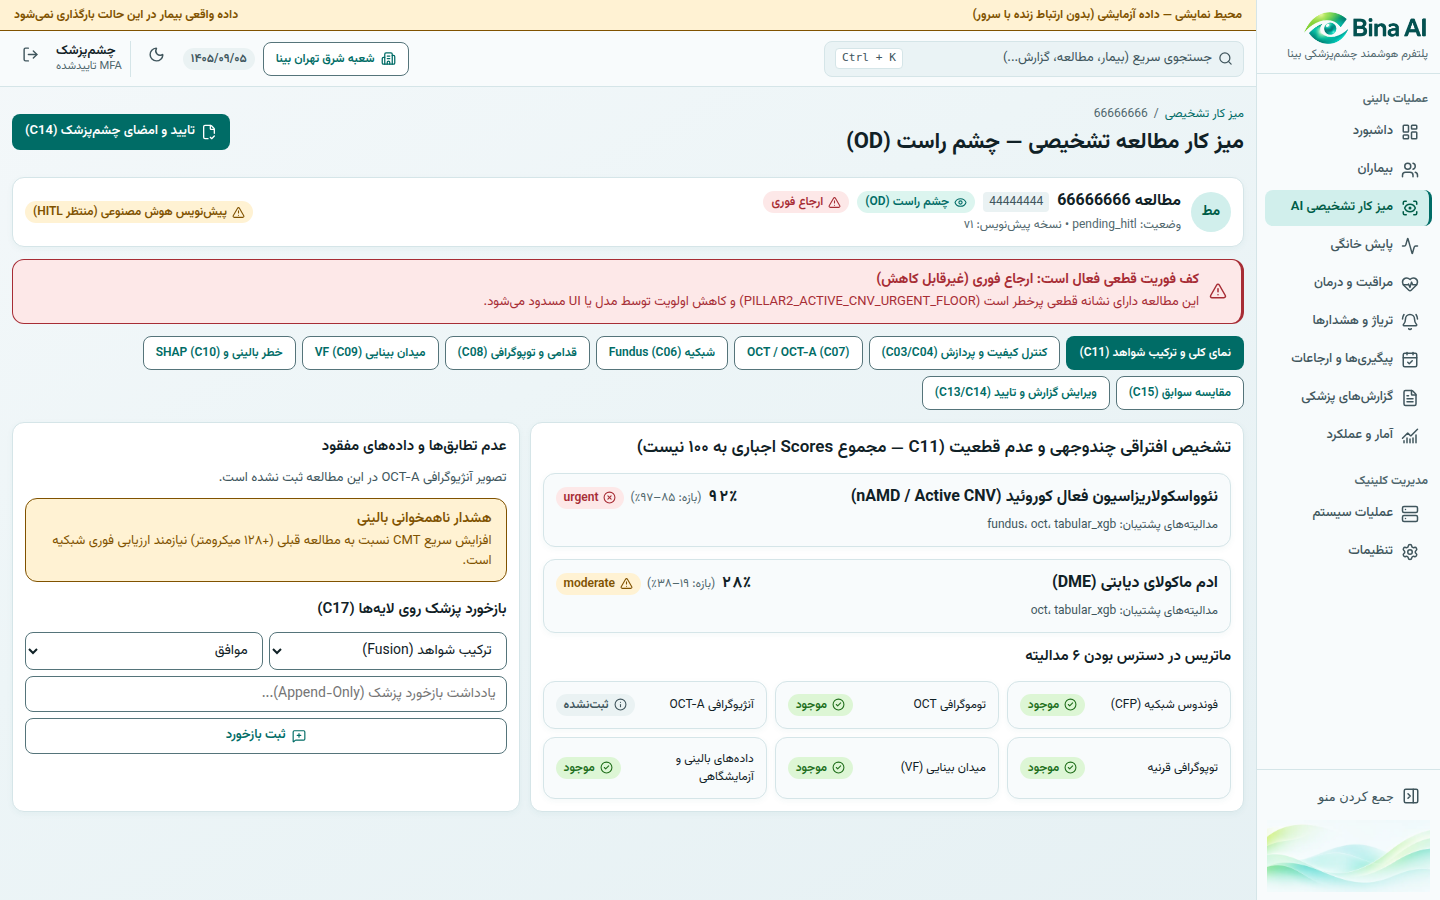 محیط نمایشی — داده آزمایشی (بدون ارتباط زنده با سرور)
داده واقعی بیمار در این حالت بارگذاری نمی‌شود
Bina AI
پلتفرم هوشمند چشم‌پزشکی بینا
عملیات بالینی
داشبورد
بیماران
میز کار تشخیصی AI
پایش خانگی
مراقبت و درمان
تریاژ و هشدارها
پیگیری‌ها و ارجاعات
گزارش‌های پزشکی
آمار و عملکرد
مدیریت کلینیک
عملیات سیستم
تنظیمات
جمع کردن منو
جستجوی سریع (بیمار، مطالعه، گزارش...)
Ctrl + K
شعبه شرق تهران بینا
۱۴۰۵/۰۹/۰۵
چشم‌پزشک
MFA تاییدشده
میز کار تشخیصی / 66666666
میز کار مطالعه تشخیصی — چشم راست (OD)
تایید و امضای چشم‌پزشک (C14)
مط
مطالعه 66666666
44444444
چشم راست (OD)
ارجاع فوری
وضعیت: pending_hitl • نسخه پیش‌نویس: ۷۱
پیش‌نویس هوش مصنوعی (منتظر HITL)
کف فوریت قطعی فعال است: ارجاع فوری (غیرقابل کاهش)
این مطالعه دارای نشانه قطعی پرخطر است (PILLAR2_ACTIVE_CNV_URGENT_FLOOR) و کاهش اولویت توسط مدل یا UI مسدود می‌شود.
نمای کلی و ترکیب شواهد (C11)
کنترل کیفیت و پردازش (C03/C04)
OCT / OCT-A (C07)
شبکیه Fundus (C06)
قدامی و توپوگرافی (C08)
میدان بینایی VF (C09)
خطر بالینی و SHAP (C10)
مقایسه سوابق (C15)
ویرایش گزارش و تایید (C13/C14)
تشخیص افتراقی چندوجهی و عدم قطعیت (C11 — مجموع Scores اجباری به ۱۰۰ نیست)
نئوواسکولاریزاسیون فعال کوروئید (nAMD / Active CNV)
۹۲٪ (بازه: ۸۵–۹۷٪)
urgent
مدالیته‌های پشتیبان: fundus، oct، tabular_xgb
ادم ماکولای دیابتی (DME)
۲۸٪ (بازه: ۱۹–۳۸٪)
moderate
مدالیته‌های پشتیبان: oct، tabular_xgb
ماتریس در دسترس بودن ۶ مدالیته
فوندوس شبکیه (CFP)
موجود
توموگرافی OCT
موجود
آنژیوگرافی OCT-A
ثبت‌نشده
توپوگرافی قرنیه
موجود
میدان بینایی (VF)
موجود
داده‌های بالینی و
آزمایشگاهی
موجود
عدم تطابق‌ها و داده‌های مفقود
تصویر آنژیوگرافی OCT-A در این مطالعه ثبت نشده است.
هشدار ناهمخوانی بالینی
افزایش سریع CMT نسبت به مطالعه قبلی (+۱۲۸ میکرومتر) نیازمند ارزیابی فوری شبکیه
است.
بازخورد پزشک روی لایه‌ها (C17)
ترکیب شواهد (Fusion)
موافق
یادداشت بازخورد پزشک (Append-Only)...
ثبت بازخورد